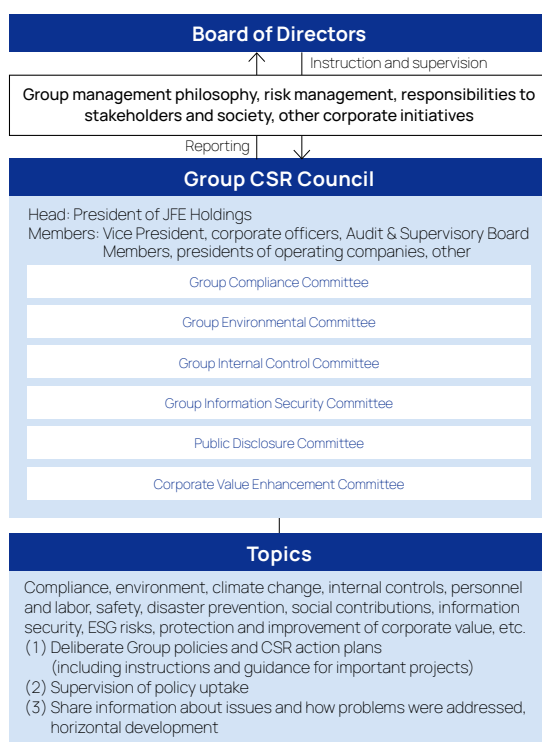 Board of Directors
Instruction and supervision
Group management philosophy, risk management, responsibilities to
stakeholders and society, other corporate initiatives
Reporting
Group CSR Council
Head: President of JFE Holdings
Members: Vice President, corporate officers, Audit & Supervisory Board
Members, presidents of operating companies, other
Group Compliance Committee
Group Environmental Committee
Group Internal Control Committee
Group Information Security Committee
Public Disclosure Committee
Corporate Value Enhancement Committee
Topics
Compliance, environment, climate change, internal controls, personnel
and labor, safety, disaster prevention, social contributions, information
security, ESG risks, protection and improvement of corporate value, etc.
(1) Deliberate Group policies and CSR action plans
(including instructions and guidance for important projects)
(2) Supervision of policy uptake
(3) Share information about issues and how problems were addressed,
horizontal development